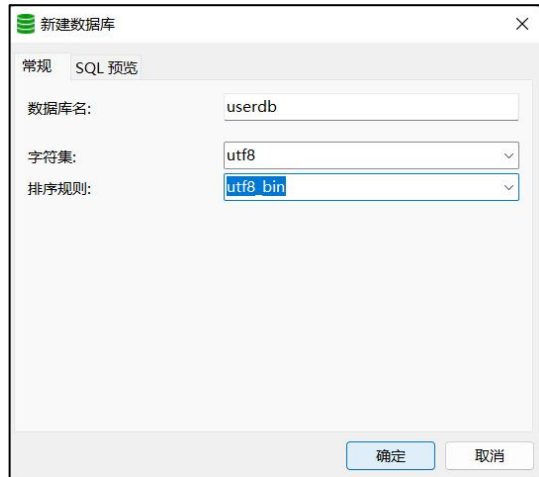 新建数据库
常规 SQL 预览
数据库名: userdb
字符集: utf8
排序规则: utf8_bin
确定 取消